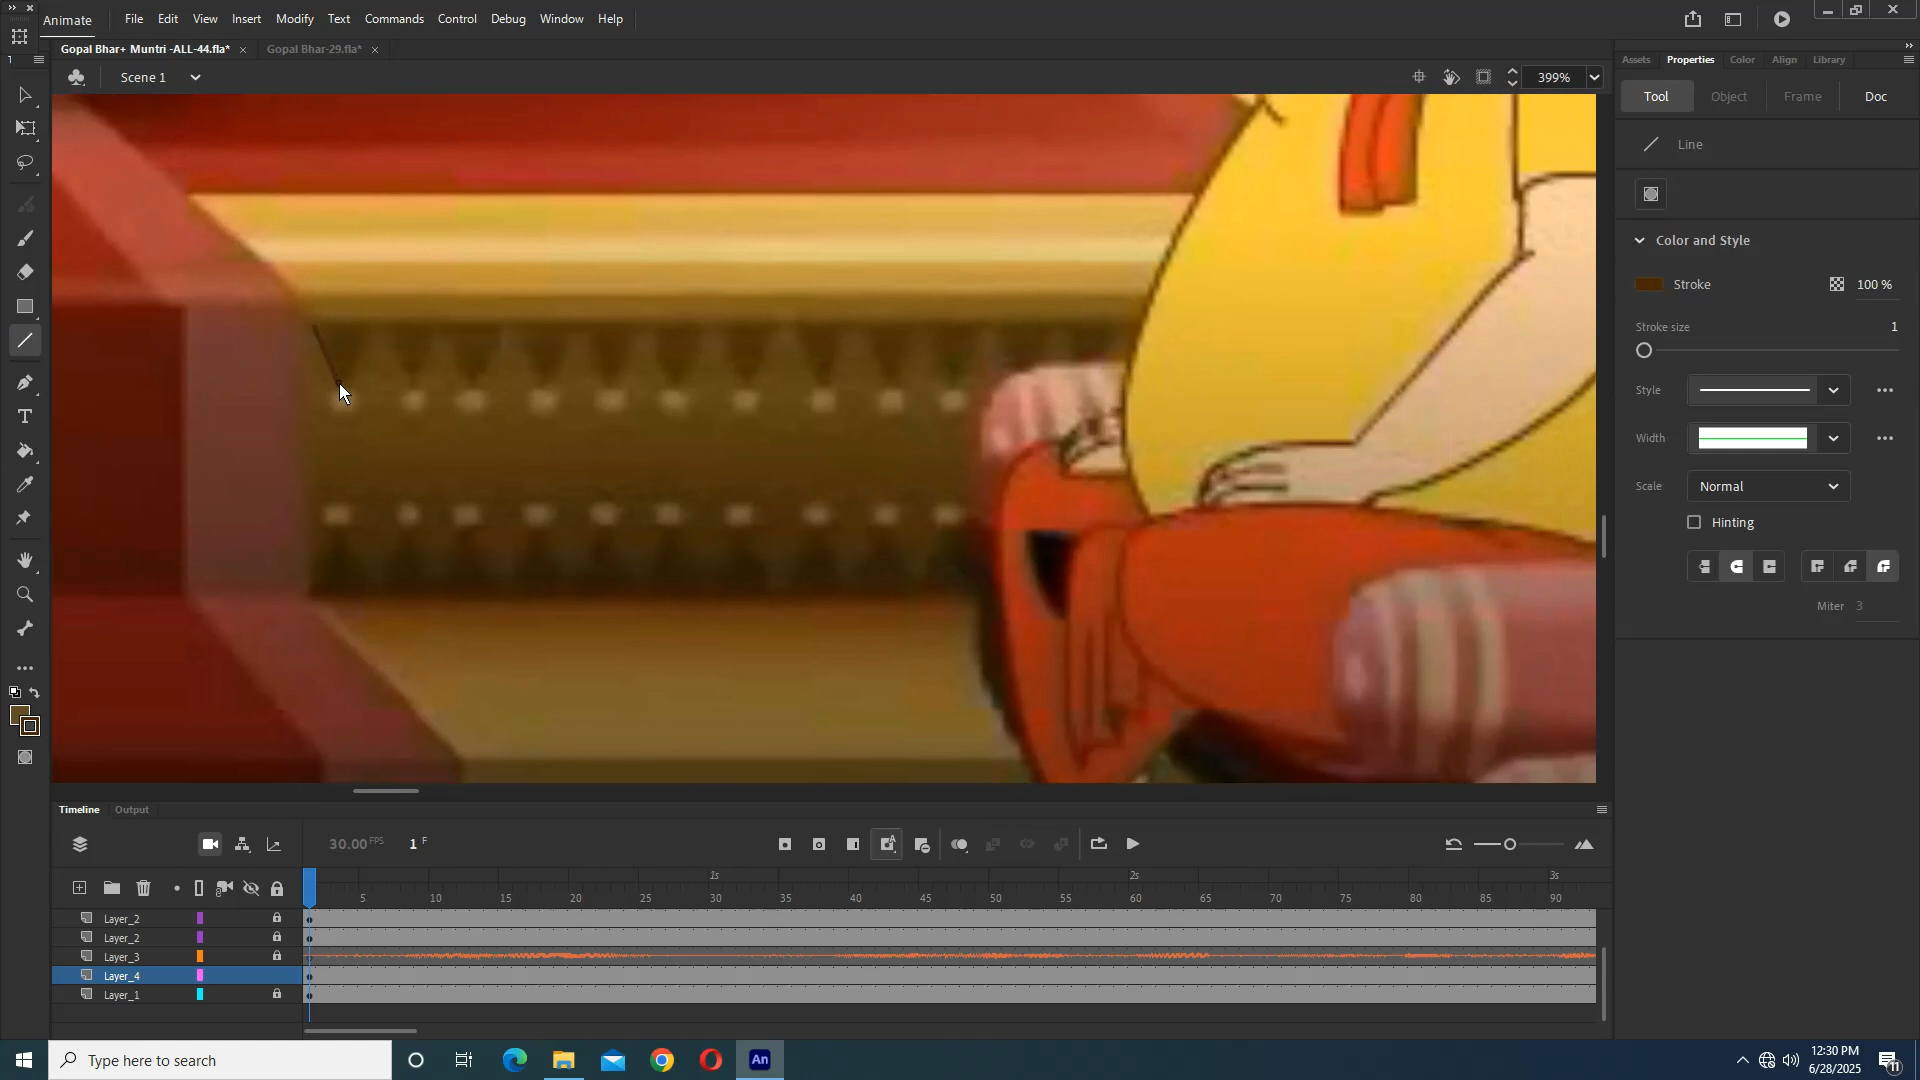 Animate File Edit View Insert Modify Text Commands Control Debug Window Help
Gopal Bhar+ Muntri -ALL-44.fla* Gopal Bhar-29.fla*
Scene 1 399%
Assets Properties Color Align Library
Tool Object Frame Doc
Line
Color and Style
Stroke 100 %
Stroke size 1
Style
Width
Scale Normal
Hinting
Miter 3
Timeline Output
30.00 FPS 1 F
1s 2s 3s
5 10 15 20 25 30 35 40 45 50 55 60 65 70 75 80 85 90
Layer_2
Layer_2
Layer_3
Layer_4
Layer_1
Type here to search
An
12:30 PM
6/28/2025
11